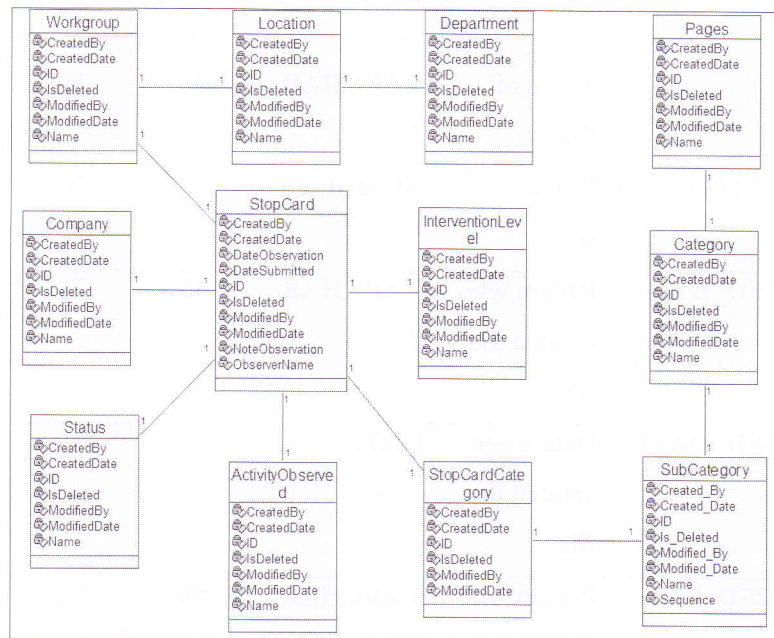 Workgroup
CreatedBy
CreatedDate
ID
IsDeleted
ModifiedBy
ModifiedDate
Name
1
1
1
Location
CreatedBy
CreatedDate
ID
IsDeleted
ModifiedBy
ModifiedDate
Name
1
1
Department
CreatedBy
CreatedDate
ID
IsDeleted
ModifiedBy
ModifiedDate
Name
Pages
CreatedBy
CreatedDate
ID
IsDeleted
ModifiedBy
ModifiedDate
Name
1
1
Company
CreatedBy
CreatedDate
ID
IsDeleted
ModifiedBy
ModifiedDate
Name
1
1
1
StopCard
CreatedBy
CreatedDate
DateObservation
DateSubmitted
ID
IsDeleted
ModifiedBy
ModifiedDate
NoteObservation
ObserverName
1
1
1
1
1
InterventionLev
el
CreatedBy
CreatedDate
ID
IsDeleted
ModifiedBy
ModifiedDate
Name
Category
CreatedBy
CreatedDate
ID
IsDeleted
ModifiedBy
ModifiedDate
Name
1
1
Status
CreatedBy
CreatedDate
ID
IsDeleted
ModifiedBy
ModifiedDate
Name
1
1
ActivityObserve
d
CreatedBy
CreatedDate
ID
IsDeleted
ModifiedBy
ModifiedDate
Name
1
StopCardCat
egory
CreatedBy
CreatedDate
ID
IsDeleted
ModifiedBy
ModifiedDate
1
1
SubCategory
Created_By
Created_Date
ID
Is_Deleted
Modified_By
Modified_Date
Name
Sequence